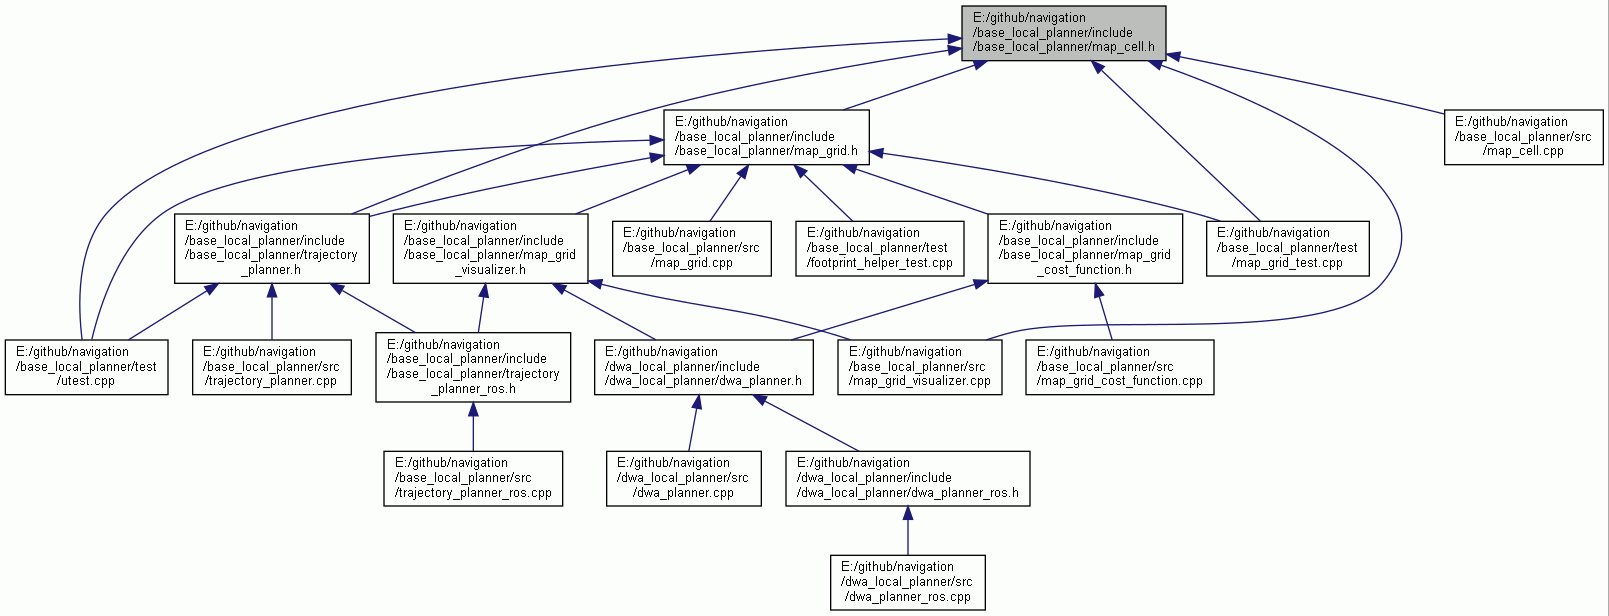 E:/github/navigation
/base_local_planner/include
/base_local_planner/map_cell.h
E:/github/navigation
/base_local_planner/include
/base_local_planner/map_grid.h
E:/github/navigation
/base_local_planner/src
/map_cell.cpp
E:/github/navigation
/base_local_planner/include
/base_local_planner/trajectory
_planner.h
E:/github/navigation
/base_local_planner/include
/base_local_planner/map_grid
_visualizer.h
E:/github/navigation
/base_local_planner/src
/map_grid.cpp
E:/github/navigation
/base_local_planner/test
/footprint_helper_test.cpp
E:/github/navigation
/base_local_planner/include
/base_local_planner/map_grid
_cost_function.h
E:/github/navigation
/base_local_planner/test
/map_grid_test.cpp
E:/github/navigation
/base_local_planner/test
/utest.cpp
E:/github/navigation
/base_local_planner/src
/trajectory_planner.cpp
E:/github/navigation
/base_local_planner/include
/base_local_planner/trajectory
_planner_ros.h
E:/github/navigation
/dwa_local_planner/include
/dwa_local_planner/dwa_planner.h
E:/github/navigation
/base_local_planner/src
/map_grid_visualizer.cpp
E:/github/navigation
/base_local_planner/src
/map_grid_cost_function.cpp
E:/github/navigation
/base_local_planner/src
/trajectory_planner_ros.cpp
E:/github/navigation
/dwa_local_planner/src
/dwa_planner.cpp
E:/github/navigation
/dwa_local_planner/include
/dwa_local_planner/dwa_planner_ros.h
E:/github/navigation
/dwa_local_planner/src
/dwa_planner_ros.cpp